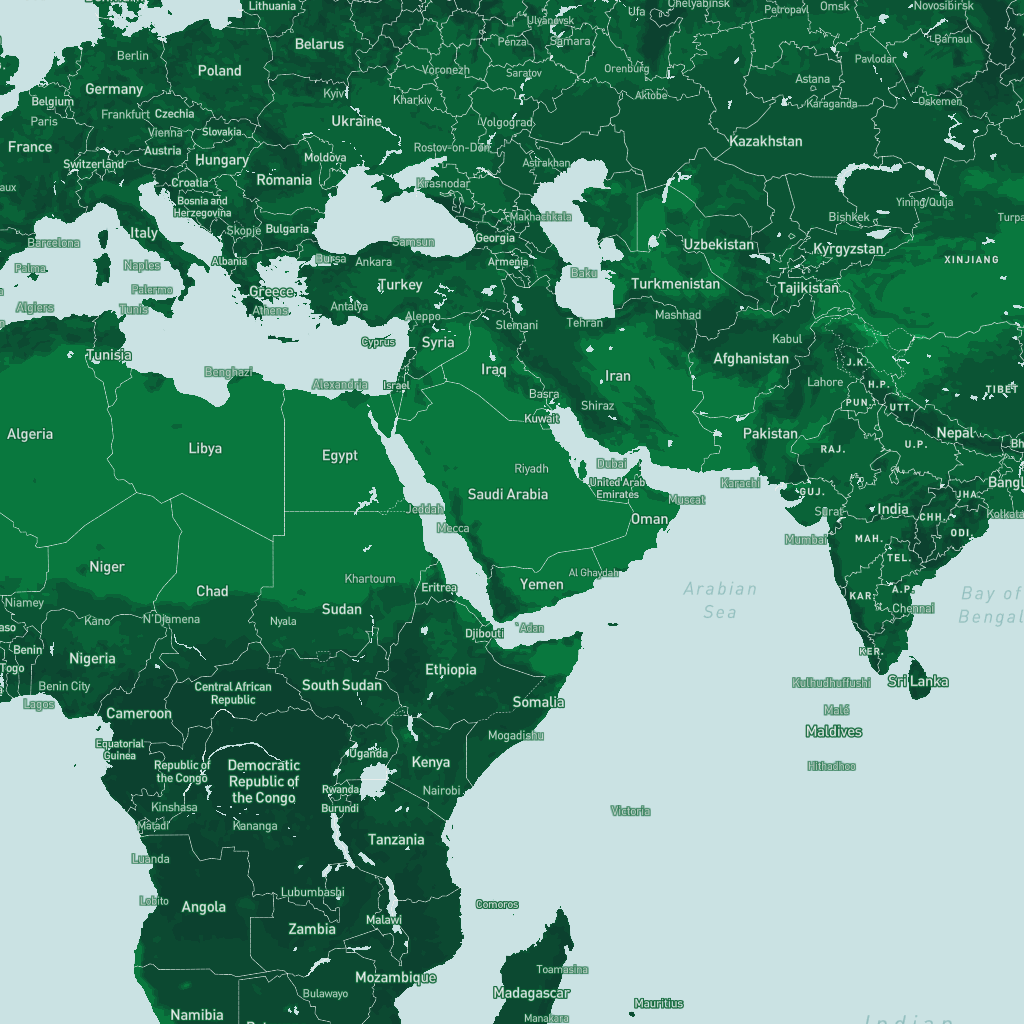 Lithuania
Ufa
Chelyabinsk
Petropavl
Omsk
Novosibirsk
Ulyanovsk
Belarus
Penza
Samara
Barnaul
Berlin
Poland
Voronezh
Saratov
Orenburg
Astana
Pavlodar
Germany
Kyiv
Kharkiv
Aktobe
Karaganda
Oskemen
Belgium
Paris
Frankfurt
Czechia
Ukraine
Volgograd
Vienna
Slovakia
Kazakhstan
France
Austria
Rostov-on-Don
Switzerland
Hungary
Moldova
Astrakhan
Croatia
Romania
Krasnodar
aux
Bosnia and
Herzegovina
Makhachkala
Yining/Qulja
Bishkek
Turpa
Barcelona
Italy
Skopje
Bulgaria
Samsun
Georgia
Uzbekistan
Kyrgyzstan
Palma
Naples
Albania
Bursa
Ankara
Armenia
Baku
XINJIANG
Palermo
Greece
Turkey
Turkmenistan
Tajikistan
Algiers
Tunis
Athens
Antalya
Aleppo
Slemani
Tehran
Mashhad
Cyprus
Syria
Kabul
Tunisia
Afghanistan
J.K.
Benghazi
Alexandria
Israel
Iraq
Iran
Lahore
H.P.
TIBET
Basra
Shiraz
PUN.
UTT.
Algeria
Kuwait
Pakistan
Nepal
Libya
Egypt
Riyadh
Dubai
RAJ.
U.P.
Bh
United Arab
Emirates
Karachi
Bangl
Saudi Arabia
Muscat
GUJ.
JHA.
Jeddah
Oman
Surat
India
CHH.
Kolkata
Mecca
Mumbai
MAH.
ODI.
TEL.
Niger
Khartoum
Al Ghaydah
Chad
Eritrea
Yemen
Arabian
Sea
KAR.
A.P.
Bay of
Bengal
Niamey
Sudan
Chennai
Kano
N'Djamena
Nyala
aso
Djibouti
`Adan
Benin
Nigeria
KER.
Togo
Ethiopia
Benin City
Central African
Republic
South Sudan
Kulhudhuffushi
Sri Lanka
Lagos
Cameroon
Somalia
Malé
Maldives
Equatorial
Guinea
Mogadishu
Uganda
Republic of
the Congo
Democratic
Republic of
the Congo
Kenya
Hithadhoo
Rwanda
Nairobi
Kinshasa
Burundi
Victoria
Matadi
Kananga
Tanzania
Luanda
Lubumbashi
Lobito
Angola
Comoros
Malawi
Zambia
Mozambique
Toamasina
Bulawayo
Madagascar
Mauritius
Namibia
Manakara
Indian